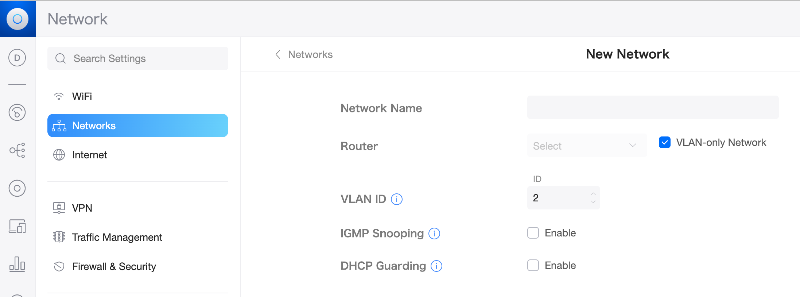 Network
D
Search Settings
WiFi
Networks
Internet
VPN
Traffic Management
Firewall & Security
Networks
New Network
Network Name
Router
Select
VLAN-only Network
ID
VLAN ID
2
IGMP Snooping
Enable
DHCP Guarding
Enable